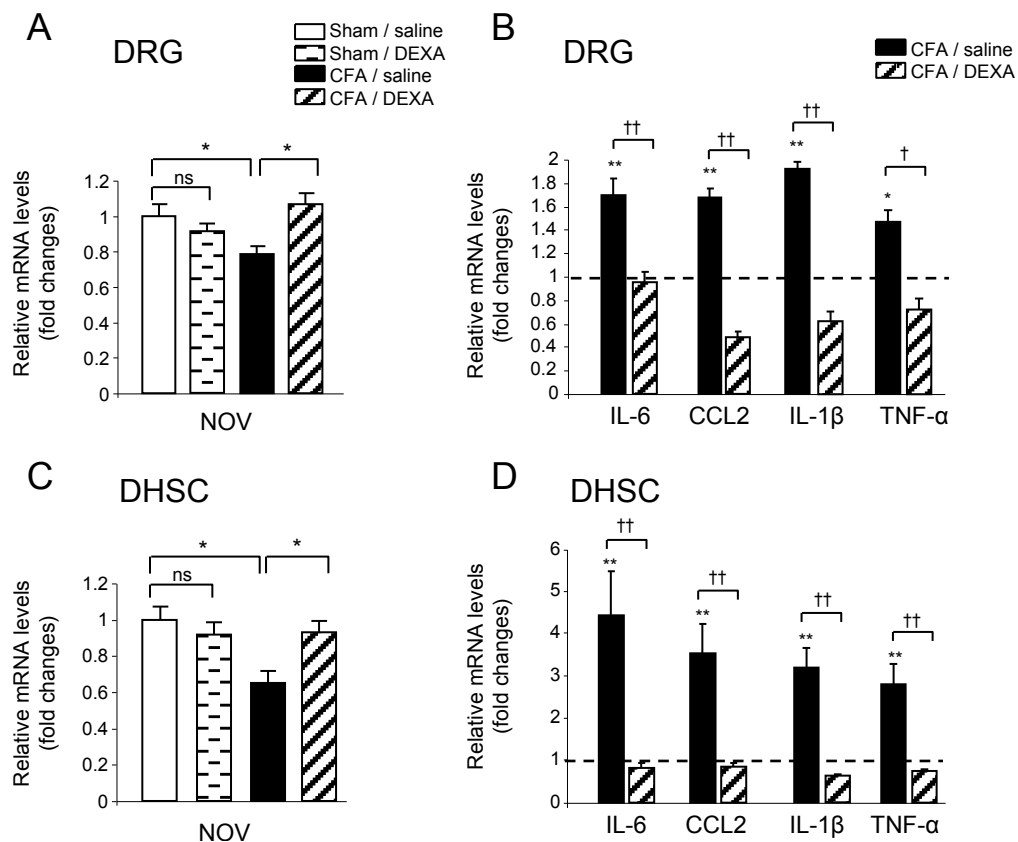 A
DRG
Sham / saline
Sham / DEXA
CFA / saline
CFA / DEXA
Relative mRNA levels
(fold changes)
1.2
1
0.8
0.6
0.4
0.2
0
*
*
ns
NOV
B
DRG
CFA / saline
CFA / DEXA
Relative mRNA levels
(fold changes)
2
1.8
1.6
1.4
1.2
1
0.8
0.6
0.4
0.2
0
††
**
††
**
††
**
†
*
IL-6 CCL2 IL-1β TNF-α
C
DHSC
Relative mRNA levels
(fold changes)
1.2
1
0.8
0.6
0.4
0.2
0
*
*
ns
NOV
D
DHSC
Relative mRNA levels
(fold changes)
6
5
4
3
2
1
0
††
**
††
**
††
**
††
**
IL-6 CCL2 IL-1β TNF-α